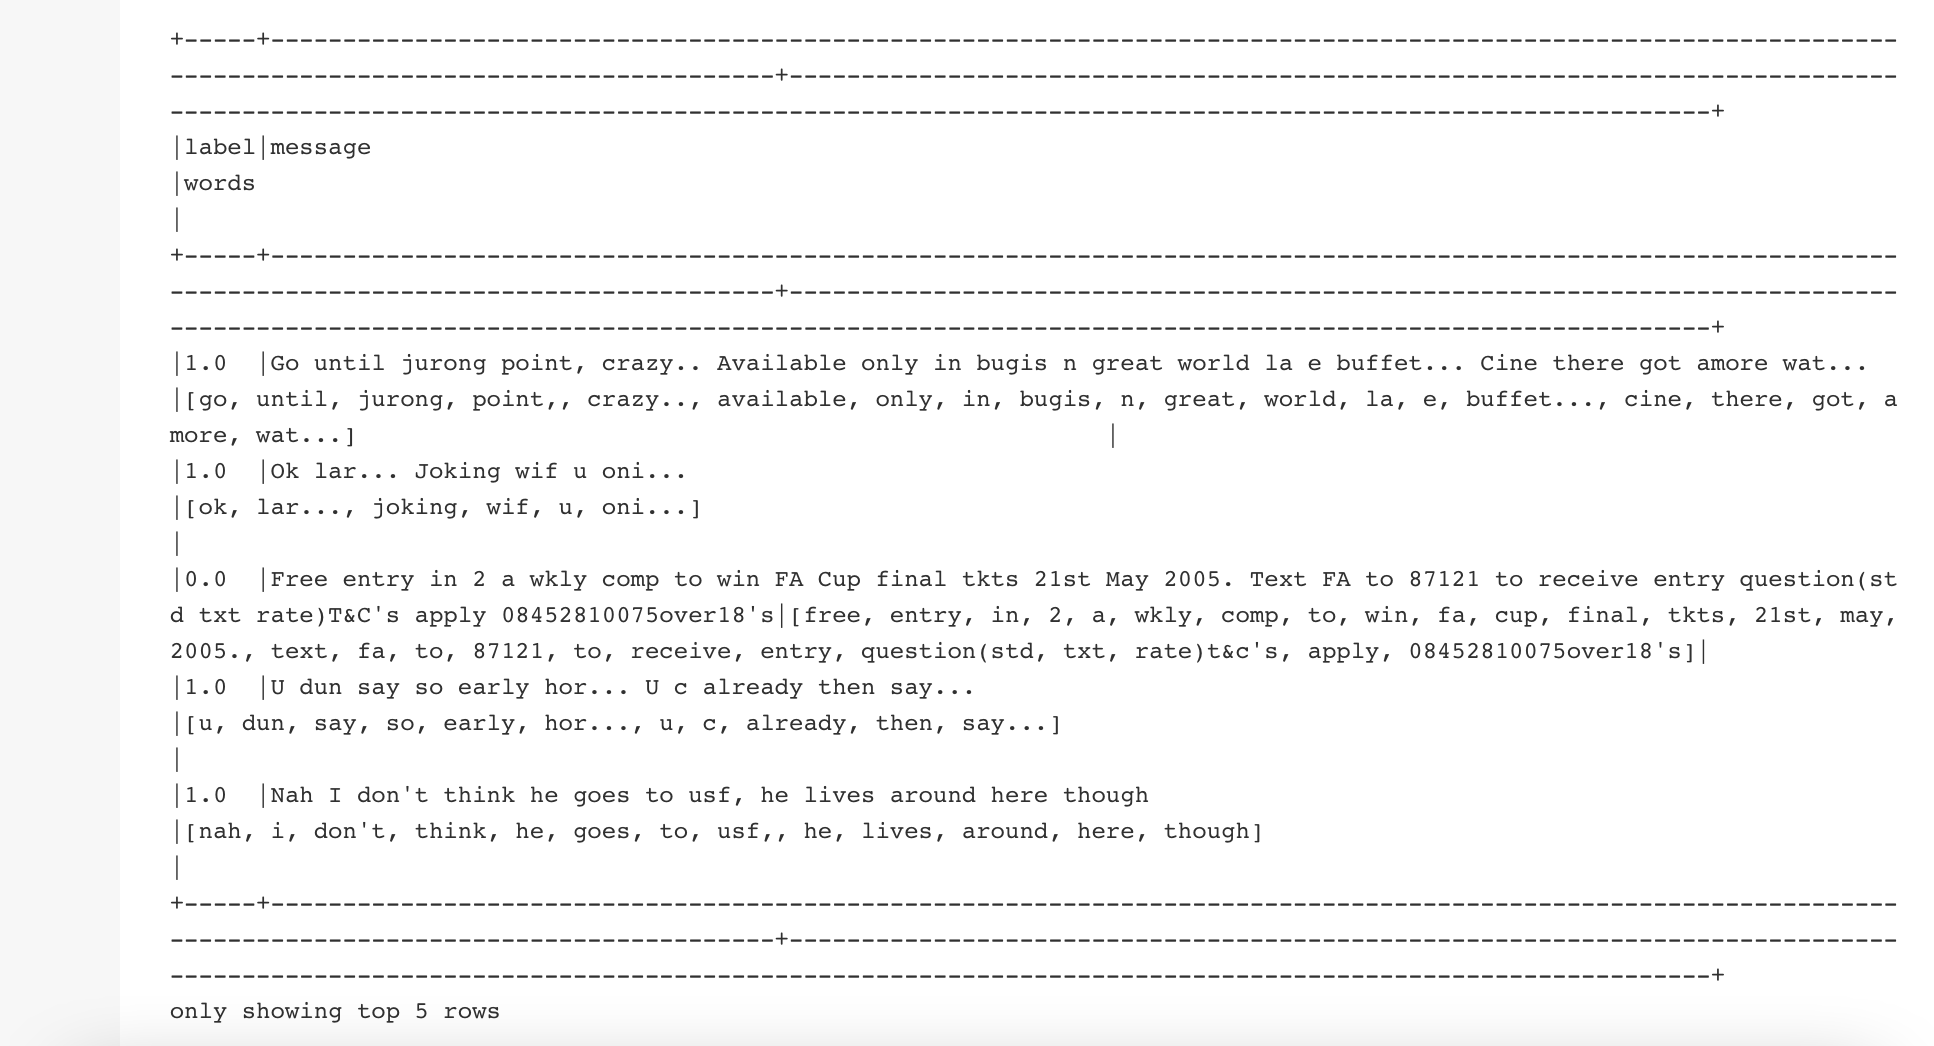 +-----+-----------------------------------------------------------------------------------------------------------------
------------------------------------------+-----------------------------------------------------------------------------
-----------------------------------------------------------------------------------------------------------+
|label|message
|words
|
+-----+-----------------------------------------------------------------------------------------------------------------
------------------------------------------+-----------------------------------------------------------------------------
-----------------------------------------------------------------------------------------------------------+
|1.0  |Go until jurong point, crazy.. Available only in bugis n great world la e buffet... Cine there got amore wat...
|[go, until, jurong, point,, crazy.., available, only, in, bugis, n, great, world, la, e, buffet..., cine, there, got, a
more, wat...]                                                    |
|1.0  |Ok lar... Joking wif u oni...
|[ok, lar..., joking, wif, u, oni...]
|
|0.0  |Free entry in 2 a wkly comp to win FA Cup final tkts 21st May 2005. Text FA to 87121 to receive entry question(st
d txt rate)T&C's apply 08452810075over18's|[free, entry, in, 2, a, wkly, comp, to, win, fa, cup, final, tkts, 21st, may,
2005., text, fa, to, 87121, to, receive, entry, question(std, txt, rate)t&c's, apply, 08452810075over18's]|
|1.0  |U dun say so early hor... U c already then say...
|[u, dun, say, so, early, hor..., u, c, already, then, say...]
|
|1.0  |Nah I don't think he goes to usf, he lives around here though
|[nah, i, don't, think, he, goes, to, usf,, he, lives, around, here, though]
|
+-----+-----------------------------------------------------------------------------------------------------------------
------------------------------------------+-----------------------------------------------------------------------------
-----------------------------------------------------------------------------------------------------------+
only showing top 5 rows